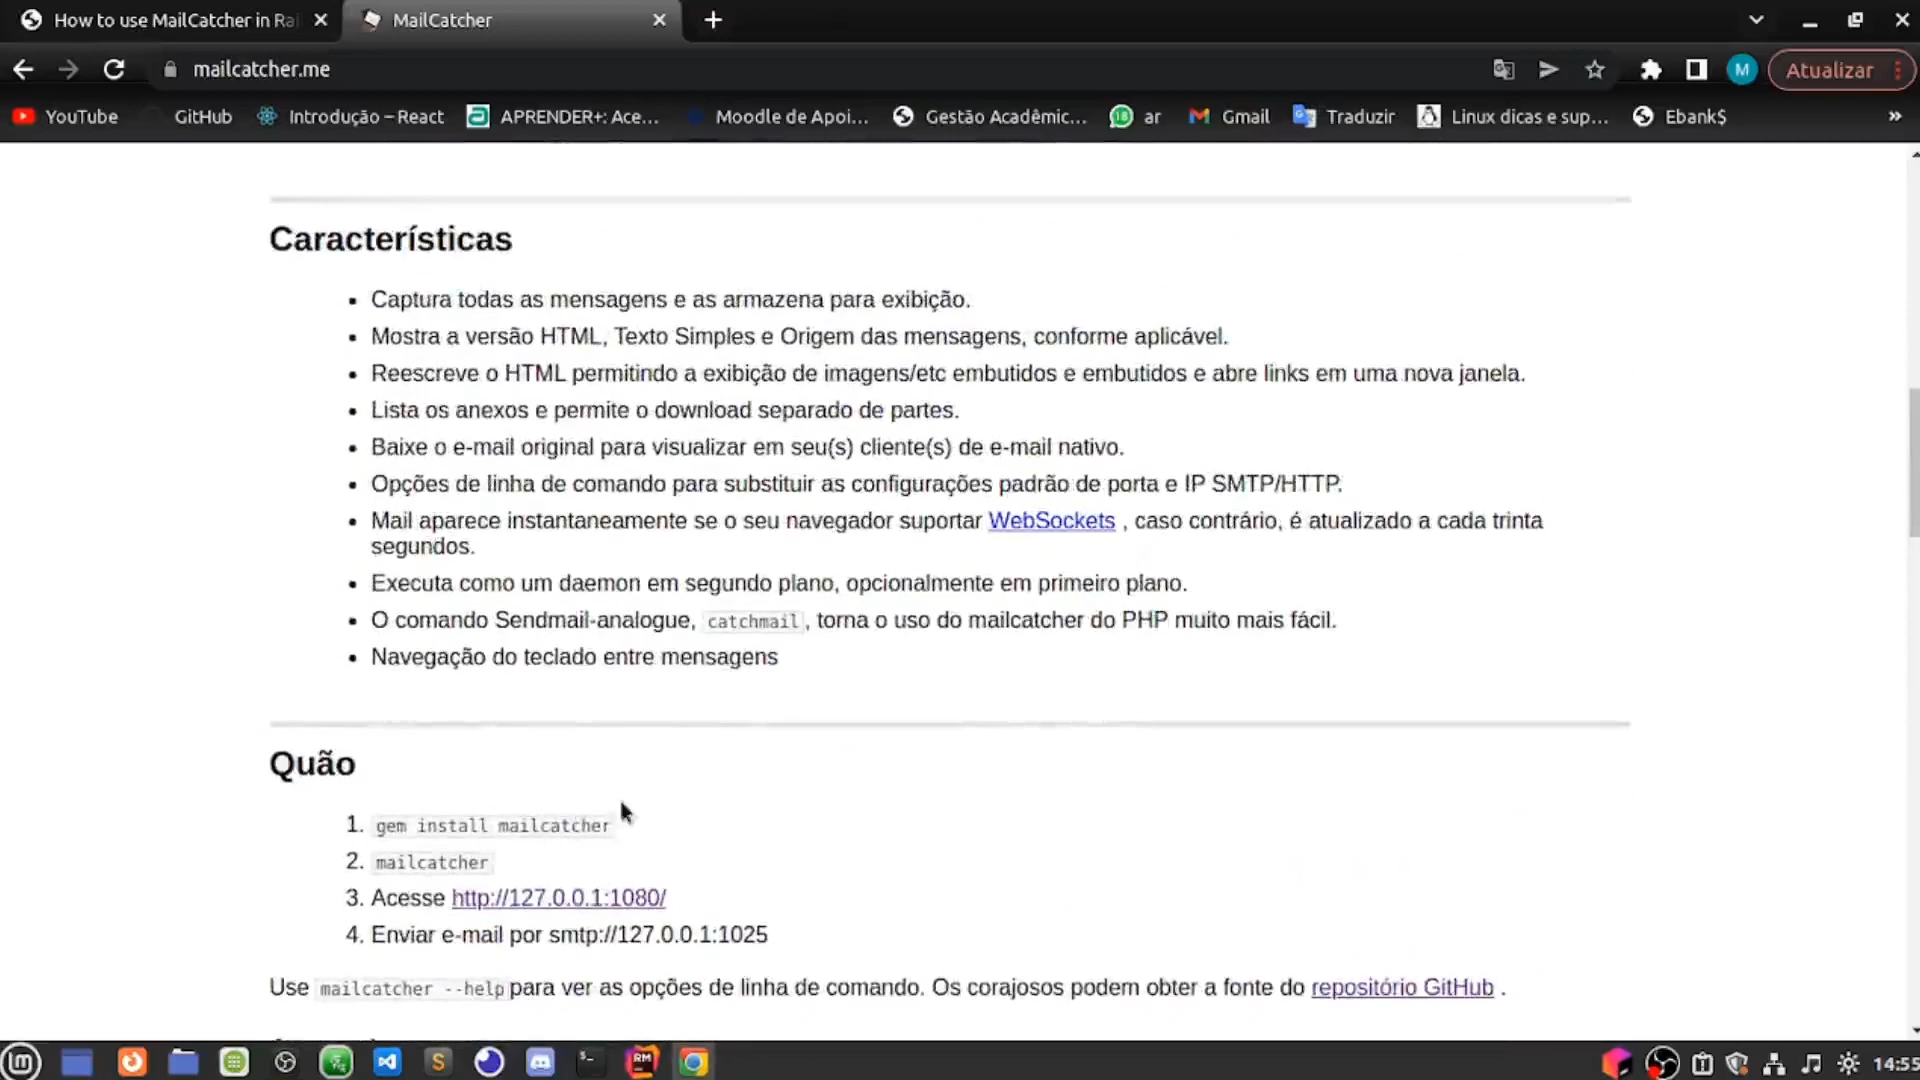 How to use MailCatcher in Rai
MailCatcher
mailcatcher.me
M
Atualizar
YouTube
GitHub
Introdução – React
APRENDER+: Ace...
Moodle de Apoi...
Gestão Acadêmic...
ar
Gmail
Traduzir
Linux dicas e sup...
Ebank$
»
Características
Captura todas as mensagens e as armazena para exibição.
Mostra a versão HTML, Texto Simples e Origem das mensagens, conforme aplicável.
Reescreve o HTML permitindo a exibição de imagens/etc embutidos e embutidos e abre links em uma nova janela.
Lista os anexos e permite o download separado de partes.
Baixe o e-mail original para visualizar em seu(s) cliente(s) de e-mail nativo.
Opções de linha de comando para substituir as configurações padrão de porta e IP SMTP/HTTP.
Mail aparece instantaneamente se o seu navegador suportar WebSockets , caso contrário, é atualizado a cada trinta
segundos.
Executa como um daemon em segundo plano, opcionalmente em primeiro plano.
O comando Sendmail-analogue, catchmail , torna o uso do mailcatcher do PHP muito mais fácil.
Navegação do teclado entre mensagens
Quão
1. gem install mailcatcher
2. mailcatcher
3. Acesse http://127.0.0.1:1080/
4. Enviar e-mail por smtp://127.0.0.1:1025
Use mailcatcher --help para ver as opções de linha de comando. Os corajosos podem obter a fonte do repositório GitHub .
RM
14:55